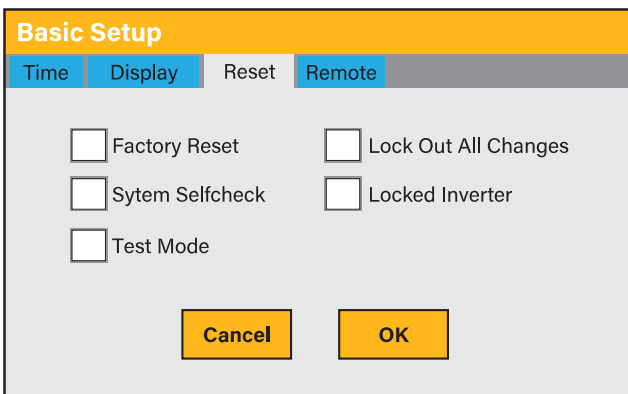 Basic Setup
Time Display Reset Remote
Factory Reset Lock Out All Changes
Sytem Selfcheck Locked Inverter
Test Mode
Cancel OK